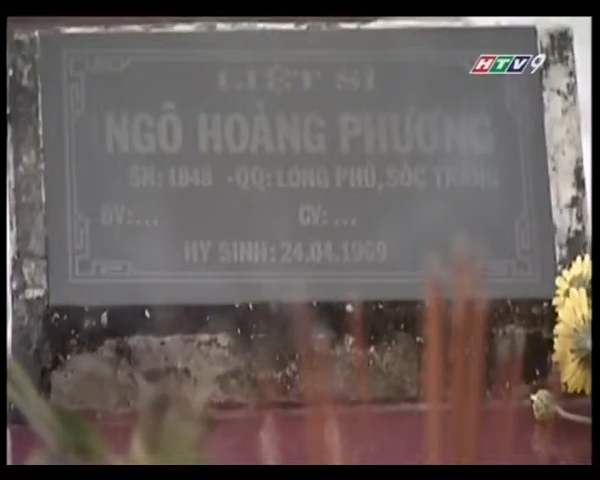 HTV9
LIỆT SĨ
NGÔ HOÀNG PHƯƠNG
SN: 1948 -QQ: LONG PHÚ, SÓC TRĂNG
ĐV:... CV:...
HY SINH: 24.04.1969